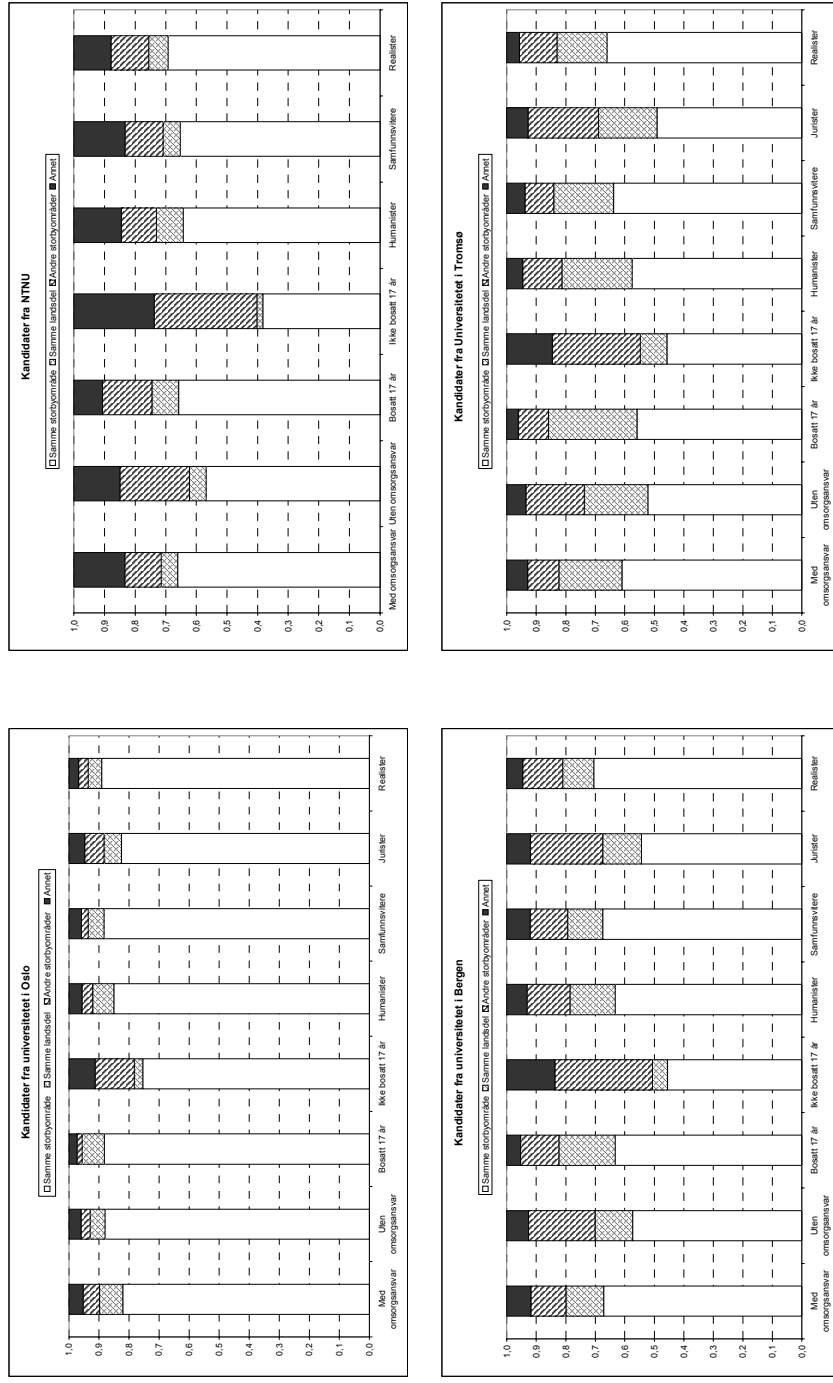 Kandidater fra universitetet i Oslo
Samme storbyområde Samme landsdel Andre storbyområder Annet
1,0
0,9
0,8
0,7
0,6
0,5
0,4
0,3
0,2
0,1
0,0
Med omsorgsansvar
Uten omsorgsansvar
Bosatt 17 år
Ikke bosatt 17 år
Humanister
Samfunnsvitere
Jurister
Realister
Kandidater fra NTNU
Samme storbyområde Samme landsdel Andre storbyområder Annet
1,0
0,9
0,8
0,7
0,6
0,5
0,4
0,3
0,2
0,1
0,0
Med omsorgsansvar
Uten omsorgsansvar
Bosatt 17 år
Ikke bosatt 17 år
Humanister
Samfunnsvitere
Realister
Kandidater fra universitetet i Bergen
Samme storbyområde Samme landsdel Andre storbyområder Annet
1,0
0,9
0,8
0,7
0,6
0,5
0,4
0,3
0,2
0,1
0,0
Med omsorgsansvar
Uten omsorgsansvar
Bosatt 17 år
Ikke bosatt 17 år
Humanister
Samfunnsvitere
Jurister
Realister
Kandidater fra Universitetet i Tromsø
Samme storbyområde Samme landsdel Andre storbyområder Annet
1,0
0,9
0,8
0,7
0,6
0,5
0,4
0,3
0,2
0,1
0,0
Med omsorgsansvar
Uten omsorgsansvar
Bosatt 17 år
Ikke bosatt 17 år
Humanister
Samfunnsvitere
Jurister
Realister